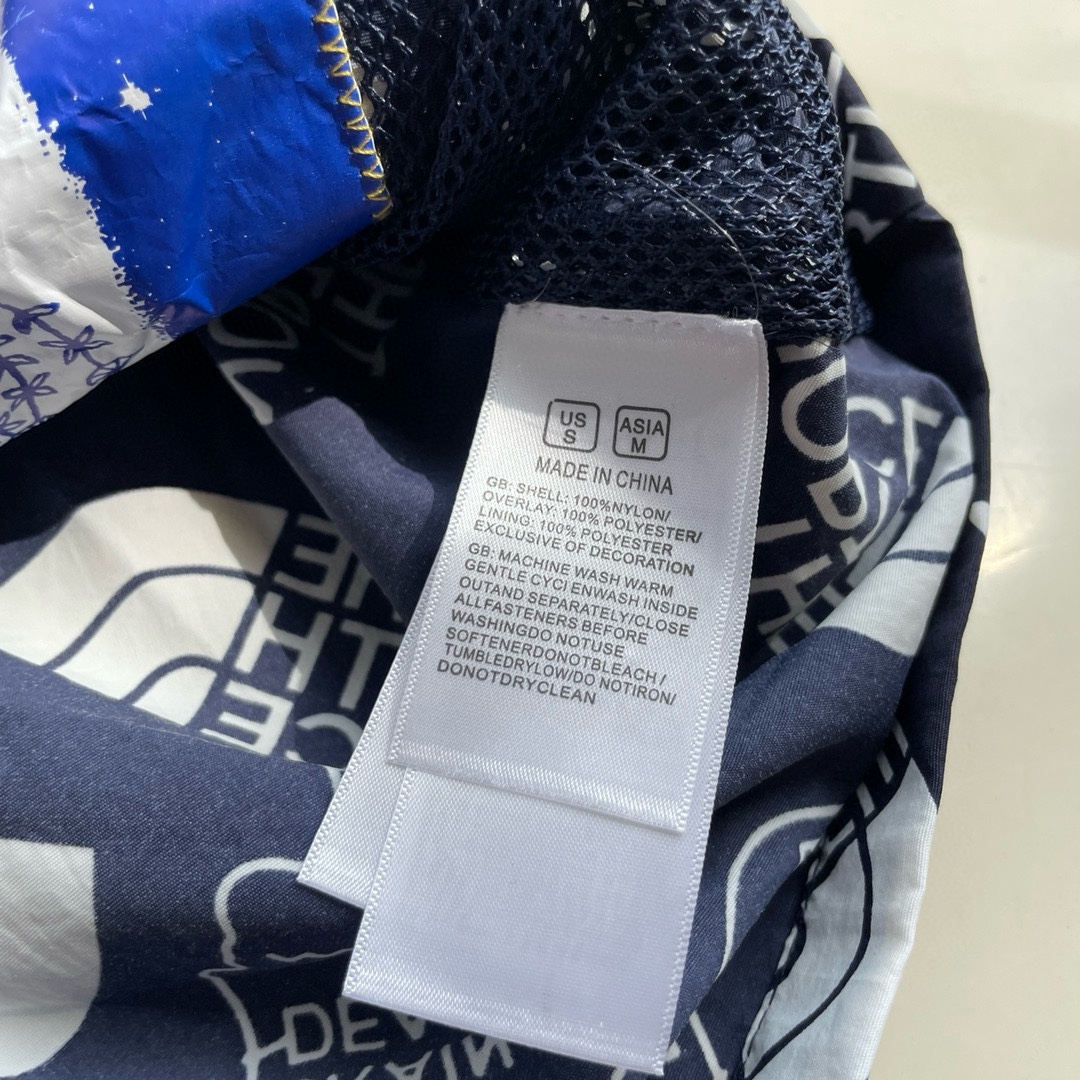 US
S
ASIA
M
MADE IN CHINA
GB: SHELL: 100%NYLON/
OVERLAY: 100% POLYESTER/
LINING: 100% POLYESTER
EXCLUSIVE OF DECORATION
GB: MACHINE WASH WARM
GENTLE CYCI ENWASH INSIDE
OUTAND SEPARATELY/CLOSE
ALLFASTENERS BEFORE
WASHINGDO NOTUSE
SOFTENERDONOTBLEACH/
TUMBLEDRYLOW/DO NOTIRON/
DONOTDRYCLEAN